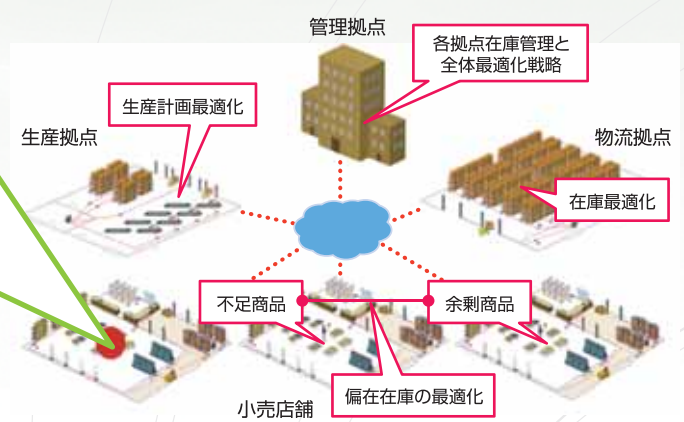 管理拠点
各拠点在庫管理と
全体最適化戦略
生産計画最適化
生産拠点
物流拠点
在庫最適化
不足商品
余剰商品
偏在在庫の最適化
小売店舗